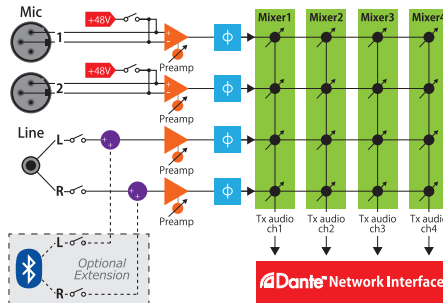 Mic
Mixer1 Mixer2 Mixer3 Mixer4
+48V
1
Preamp
ϕ
+48V
2
Preamp
ϕ
Line
L
Preamp
ϕ
R
Preamp
ϕ
Tx audio ch1
Tx audio ch2
Tx audio ch3
Tx audio ch4
L
Optional
Extension
R
Dante™ Network Interface